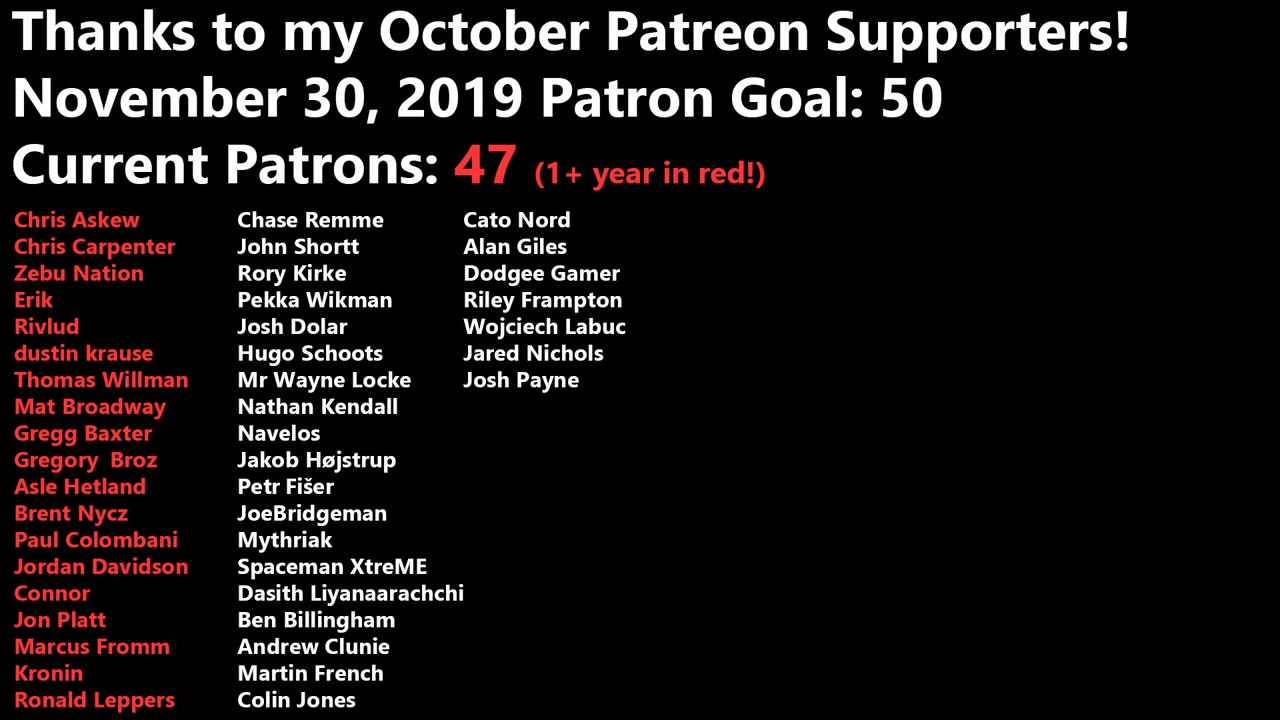 Thanks to my October Patreon Supporters!
November 30, 2019 Patron Goal: 50
Current Patrons: 47 (1+ year in red!)
Chris Askew
Chris Carpenter
Zebu Nation
Erik
Rivlud
dustin krause
Thomas Willman
Mat Broadway
Gregg Baxter
Gregory  Broz
Asle Hetland
Brent Nycz
Paul Colombani
Jordan Davidson
Connor
Jon Platt
Marcus Fromm
Kronin
Ronald Leppers
Chase Remme
John Shortt
Rory Kirke
Pekka Wikman
Josh Dolar
Hugo Schoots
Mr Wayne Locke
Nathan Kendall
Navelos
Jakob Højstrup
Petr Fišer
JoeBridgeman
Mythriak
Spaceman XtreME
Dasith Liyanaarachchi
Ben Billingham
Andrew Clunie
Martin French
Colin Jones
Cato Nord
Alan Giles
Dodgee Gamer
Riley Frampton
Wojciech Labuc
Jared Nichols
Josh Payne